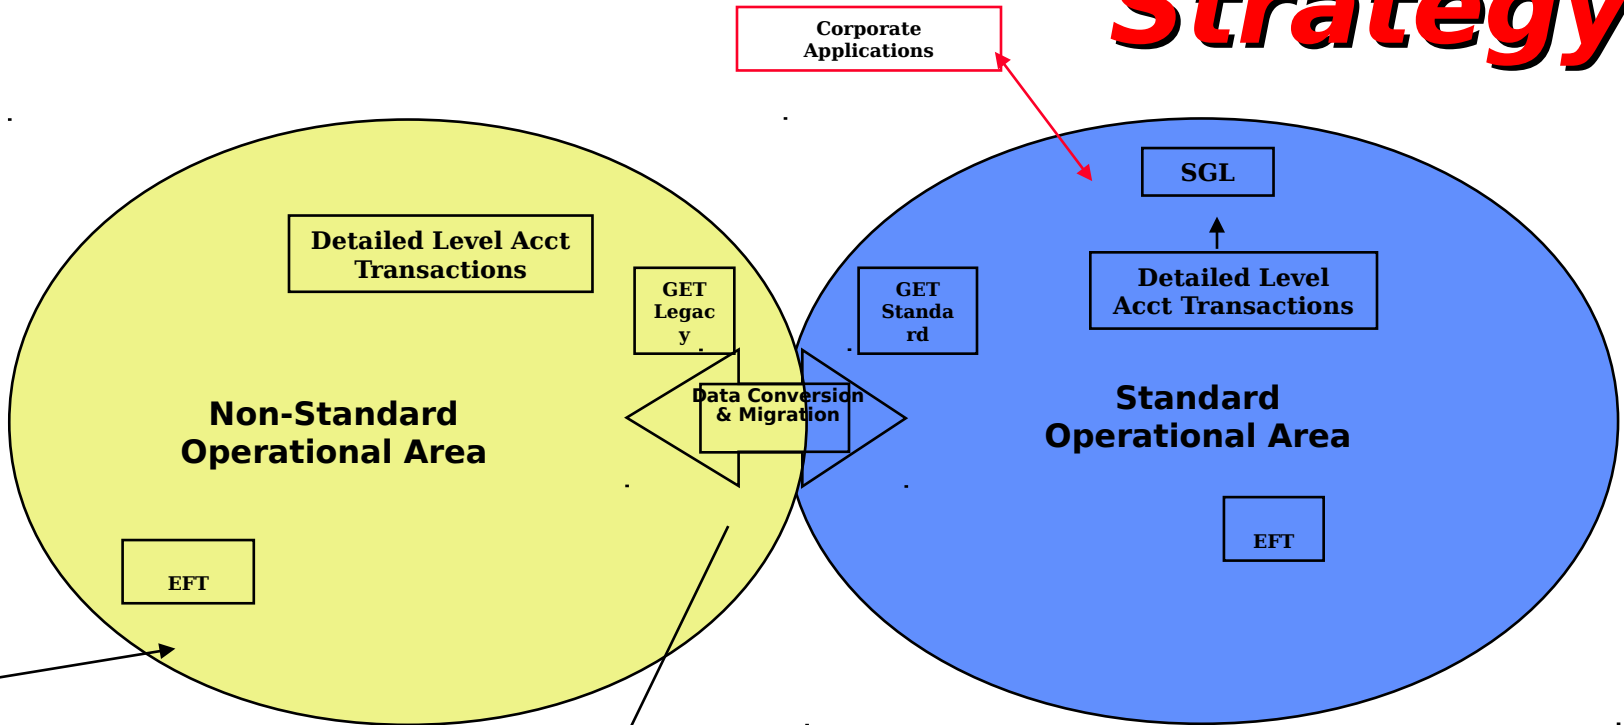 Strategy
Corporate
Applications
SGL
Detailed Level Acct
Transactions
GET
Legac
y
GET
Standa
rd
Detailed Level
Acct Transactions
Data Conversion
& Migration
Non-Standard
Operational Area
Standard
Operational Area
EFT
EFT